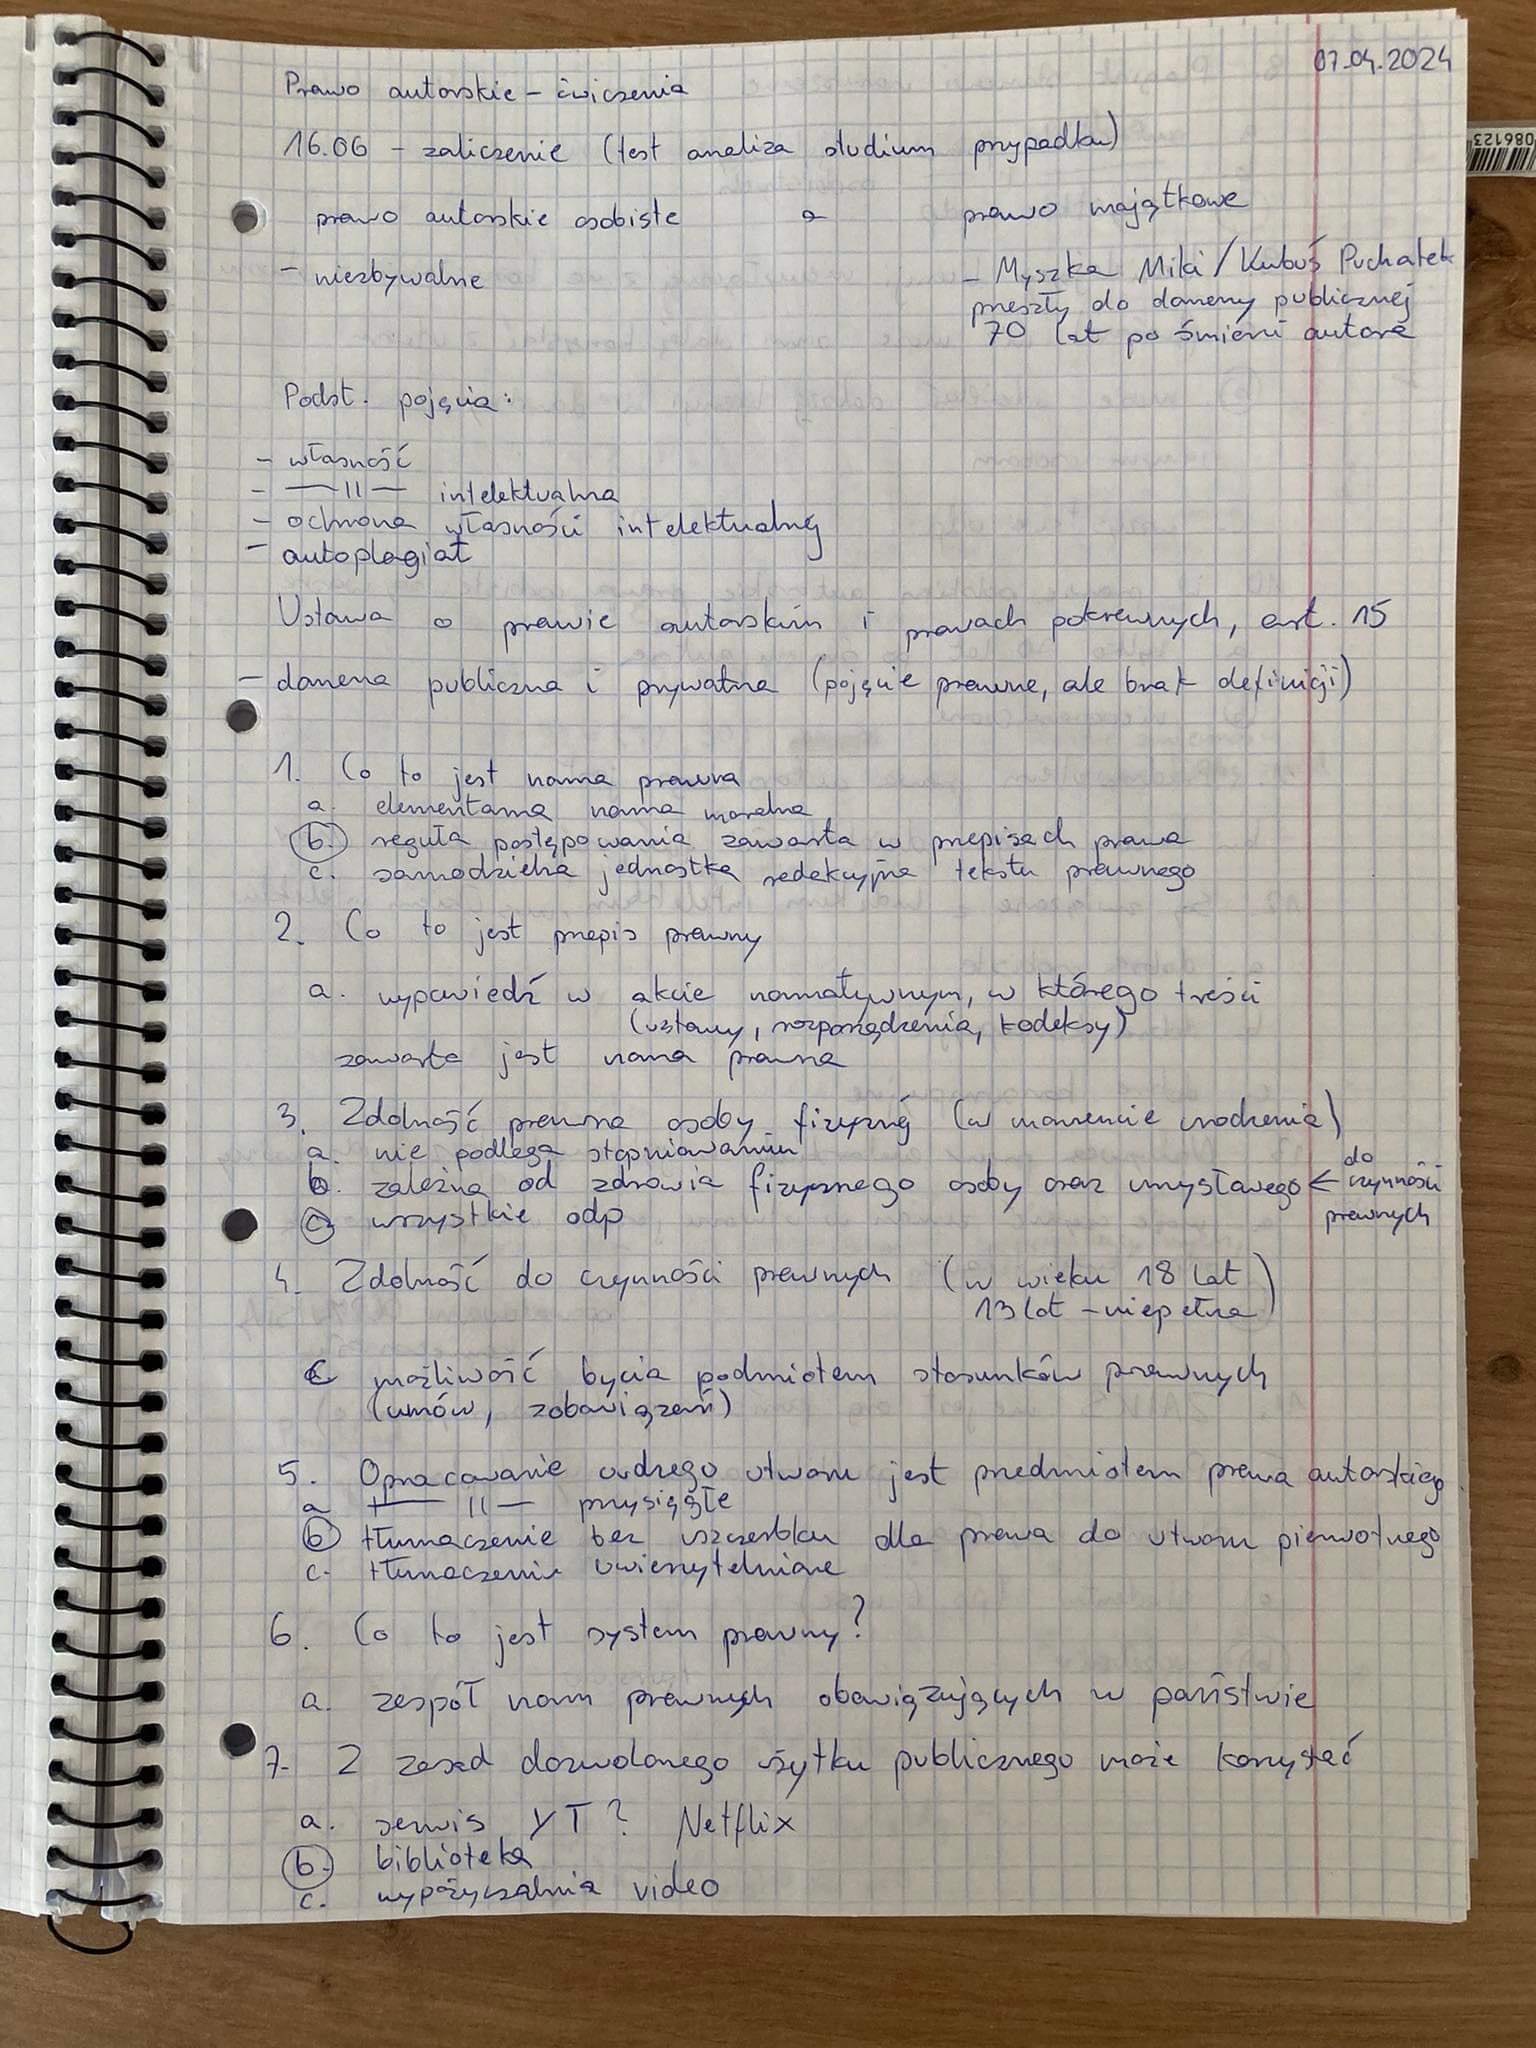 07.04.2024
Prawo autorskie - ćwiczenia
16.06 - zaliczenie (test analiza studium przypadku)
prawo autorskie osobiste a prawo majątkowe
- niezbywalne
- Myszka Miki / Kubuś Puchatek
przeszły do domeny publicznej
70 lat po śmierci autora
Podst. pojęcia:
- własność
- —||— intelektualna
- ochrona własności intelektualnej
- autoplagiat
Ustawa o prawie autorskim i prawach pokrewnych, art. 15
- domena publiczna i prywatna (pojęcie prawne, ale brak definicji)
1. Co to jest norma prawna
a. elementarna norma moralna
b. reguła postępowania zawarta w przepisach prawa
c. samodzielna jednostka redakcyjna tekstu prawnego
2. Co to jest przepis prawny
a. wypowiedź w akcie normatywnym, w którego treści
(ustawy, rozporządzenia, kodeksy)
zawarta jest norma prawna
3. Zdolność prawna osoby fizycznej (w momencie urodzenia)
a. nie podlega stopniowaniu
b. zależna od zdrowia fizycznego osoby oraz umysłowego ← do czynności prawnych
c. wszystkie odp
4. Zdolność do czynności prawnych (w wieku 18 lat
13 lat - niepełna)
c możliwość bycia podmiotem stosunków prawnych
(umów, zobowiązań)
5. Opracowanie cudzego utworu jest przedmiotem prawa autorskiego
a —||— przysięgłe
b tłumaczenie bez uszczerbku dla prawa do utworu pierwotnego
c. tłumaczenie uwierzytelnione
6. Co to jest system prawny?
a. zespół norm prawnych obowiązujących w państwie
7. Z zasad dozwolonego użytku publicznego może korzystać
a. serwis YT? Netflix
b. biblioteka
c. wypożyczalnia video
086123